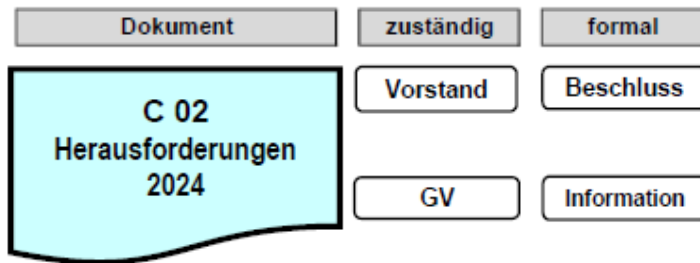 Dokument zuständig formal
C 02
Herausforderungen
2024
Vorstand Beschluss
GV Information